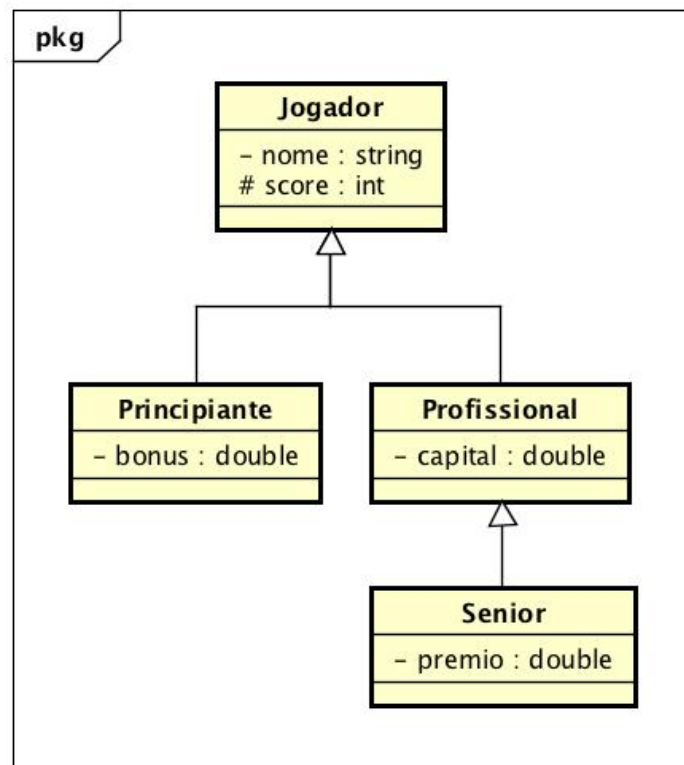 pkg
Jogador
- nome : string
# score : int
Principiante
- bonus : double
Profissional
- capital : double
Senior
- premio : double